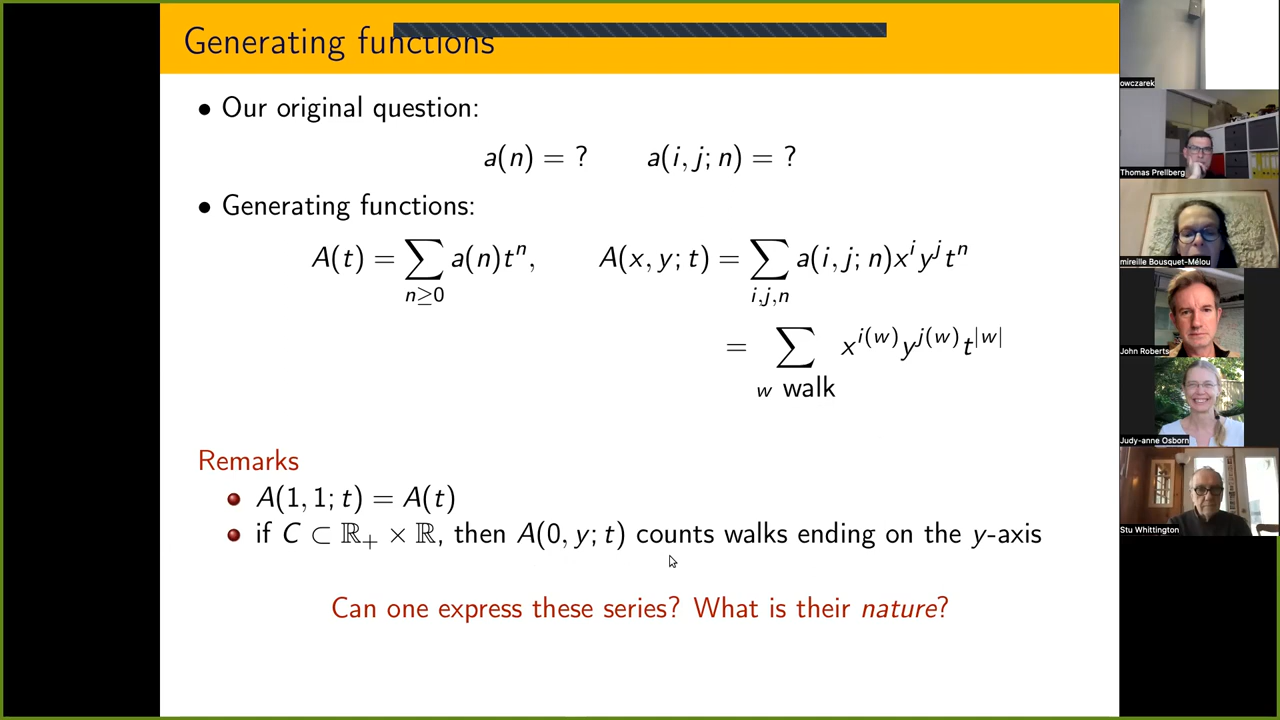 Generating functions
• Our original question:
a(n) = ?  a(i, j; n) = ?
• Generating functions:
A(t) = ∑_{n≥0} a(n)tⁿ,  A(x, y; t) = ∑_{i,j,n} a(i, j; n)xⁱyʲtⁿ
= ∑_{w walk} x^{i(w)}y^{j(w)}t^{|w|}
Remarks
• A(1, 1; t) = A(t)
• if C ⊂ ℝ₊ × ℝ, then A(0, y; t) counts walks ending on the y-axis
Can one express these series? What is their nature?
owczarek
Thomas Prellberg
mireille Bousquet-Mélou
John Roberts
Judy-anne Osborn
Stu Whittington